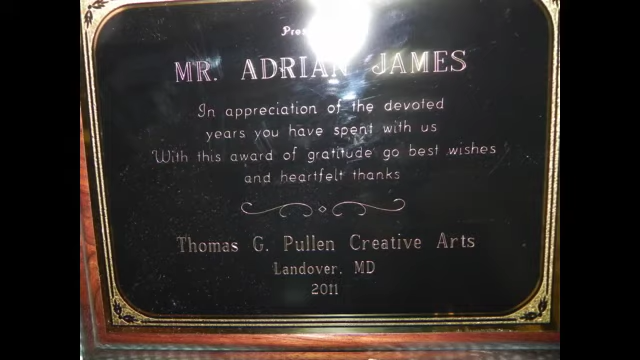 MR. ADRIAN JAMES
In appreciation of the devoted
years you have spent with us
With this award of gratitude go best wishes
and heartfelt thanks
Thomas G. Pullen Creative Arts
Landover, MD
2011